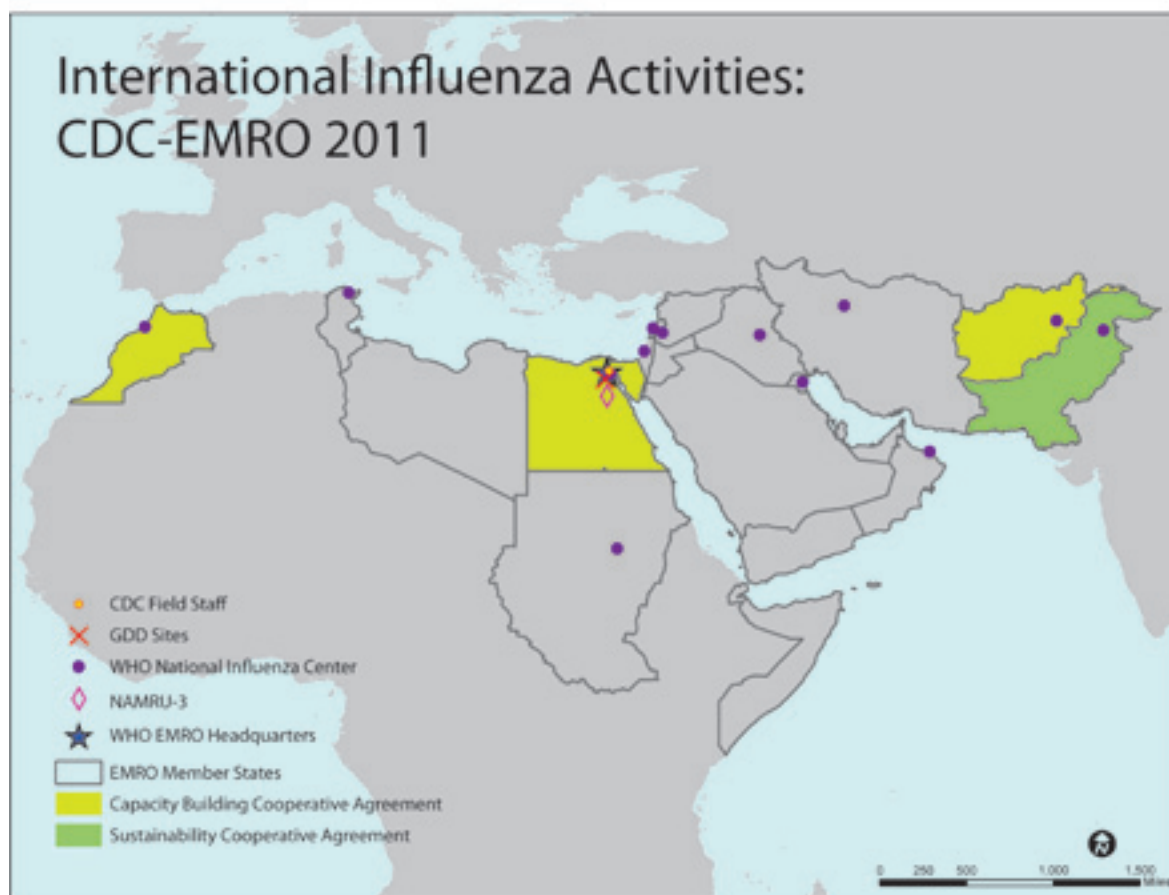 International Influenza Activities:
CDC-EMRO 2011
CDC Field Staff
GDD Sites
WHO National Influenza Center
NAMRU-3
WHO EMRO Headquarters
EMRO Member States
Capacity Building Cooperative Agreement
Sustainability Cooperative Agreement
N
0 250 500 1,000 1,500
Miles